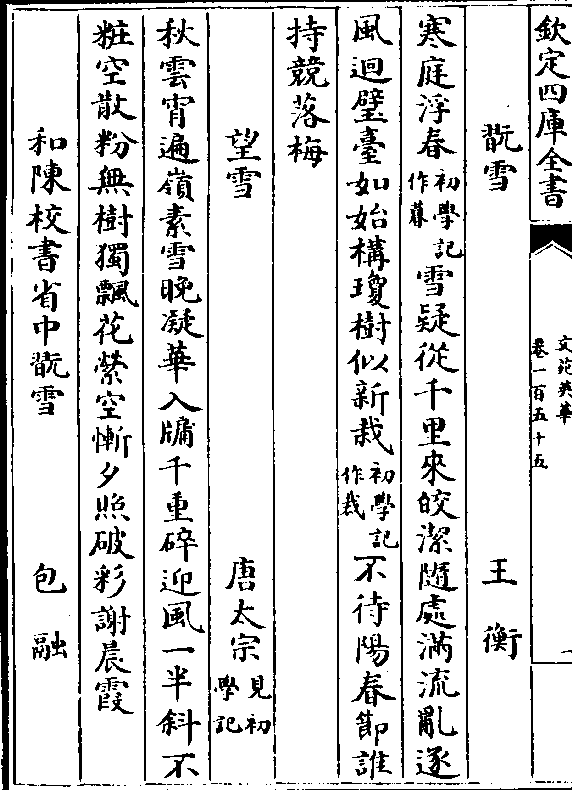 欽定四庫全書
文苑英華
卷一百五十五
一
翫雪 王衡
寒庭浮春初學記作暮雪疑從千里來皎潔隨處滿流亂逐
風迴璧臺如始構瓊樹似新栽初學記作裁不待陽春節誰
持競落梅
望雪 唐太宗見初學記
秋雲宵遍嶺素雪晚凝華入牖千重碎迎風一半斜不
粧空散粉無樹獨飄花縈空慚夕照破彩謝晨霞
和陳校書省中翫雪 包融